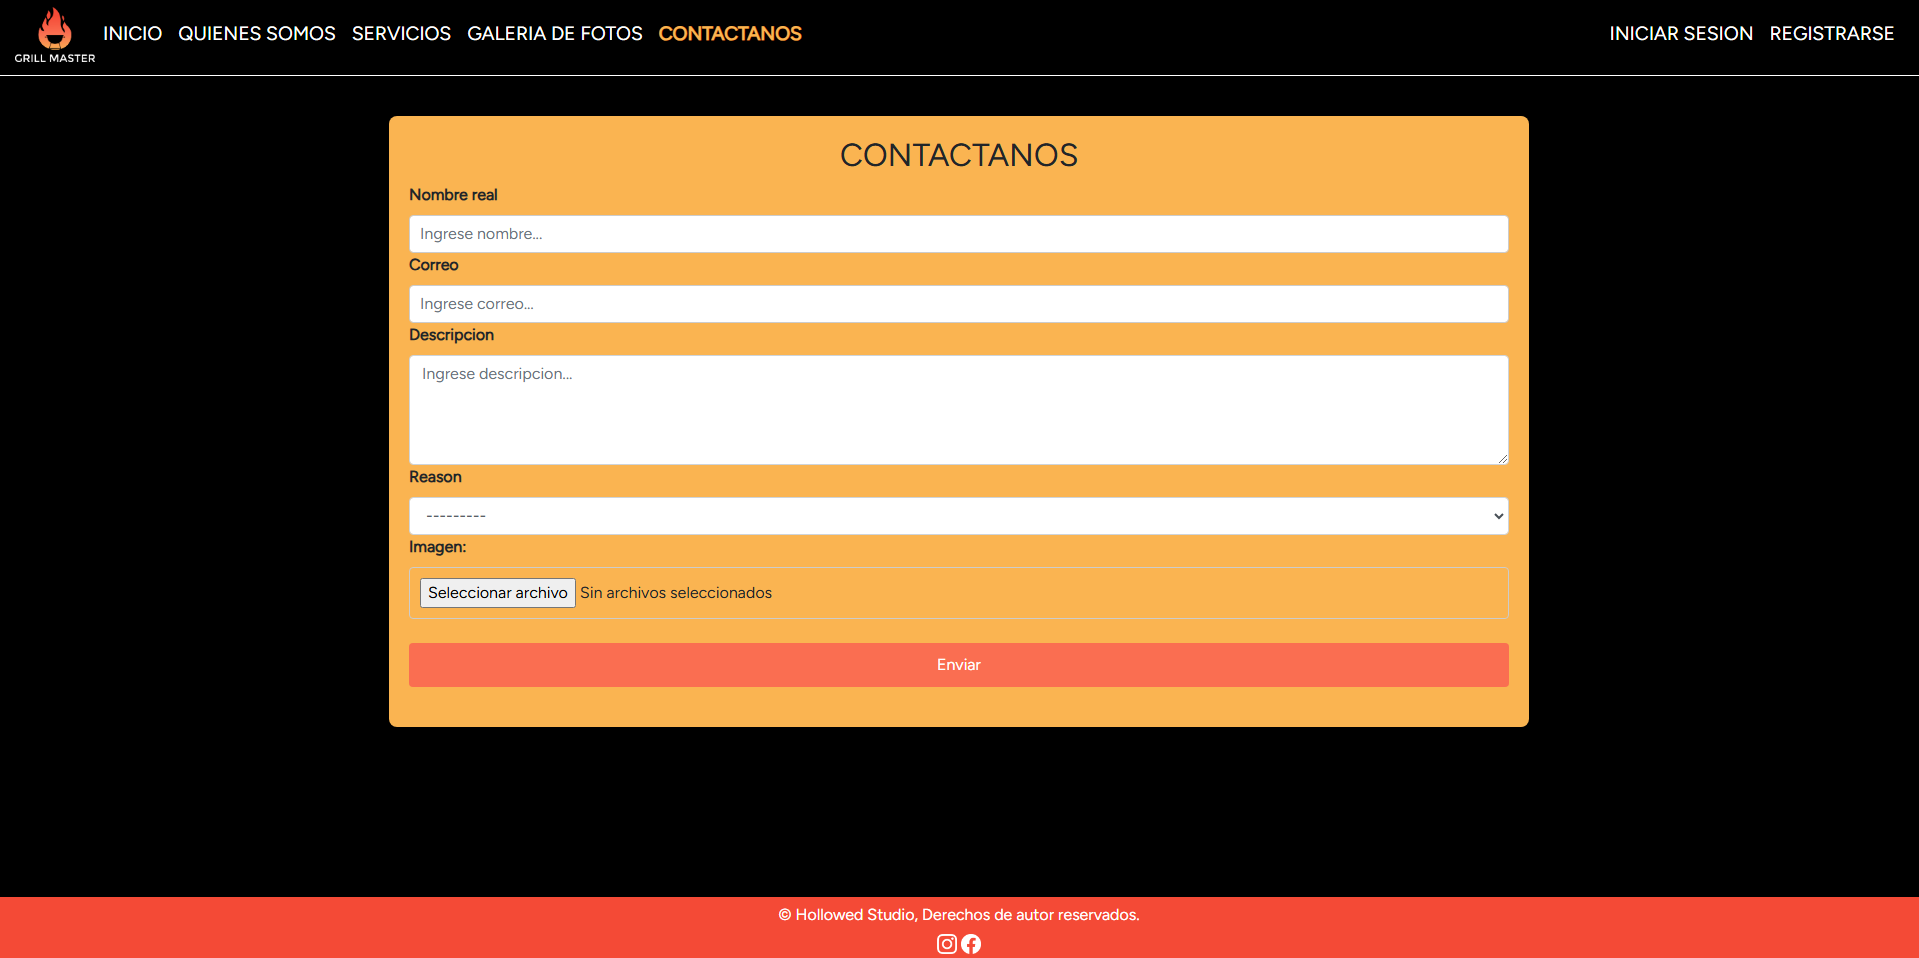 GRILL MASTER
INICIO QUIENES SOMOS SERVICIOS GALERIA DE FOTOS CONTACTANOS INICIAR SESION REGISTRARSE
CONTACTANOS
Nombre real
Ingrese nombre...
Correo
Ingrese correo...
Descripcion
Ingrese descripcion...
Reason
---------
Imagen:
Seleccionar archivo Sin archivos seleccionados
Enviar
© Hollowed Studio, Derechos de autor reservados.